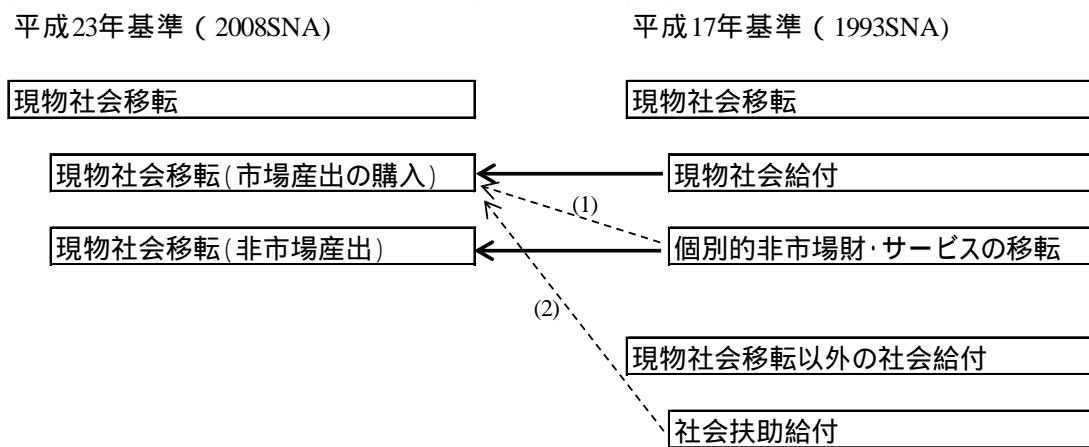 平成23年基準（2008SNA)
平成17年基準（1993SNA)
現物社会移転
現物社会移転
現物社会移転(市場産出の購入)
現物社会給付
(1)
現物社会移転(非市場産出)
個別的非市場財・サービスの移転
(2)
現物社会移転以外の社会給付
社会扶助給付